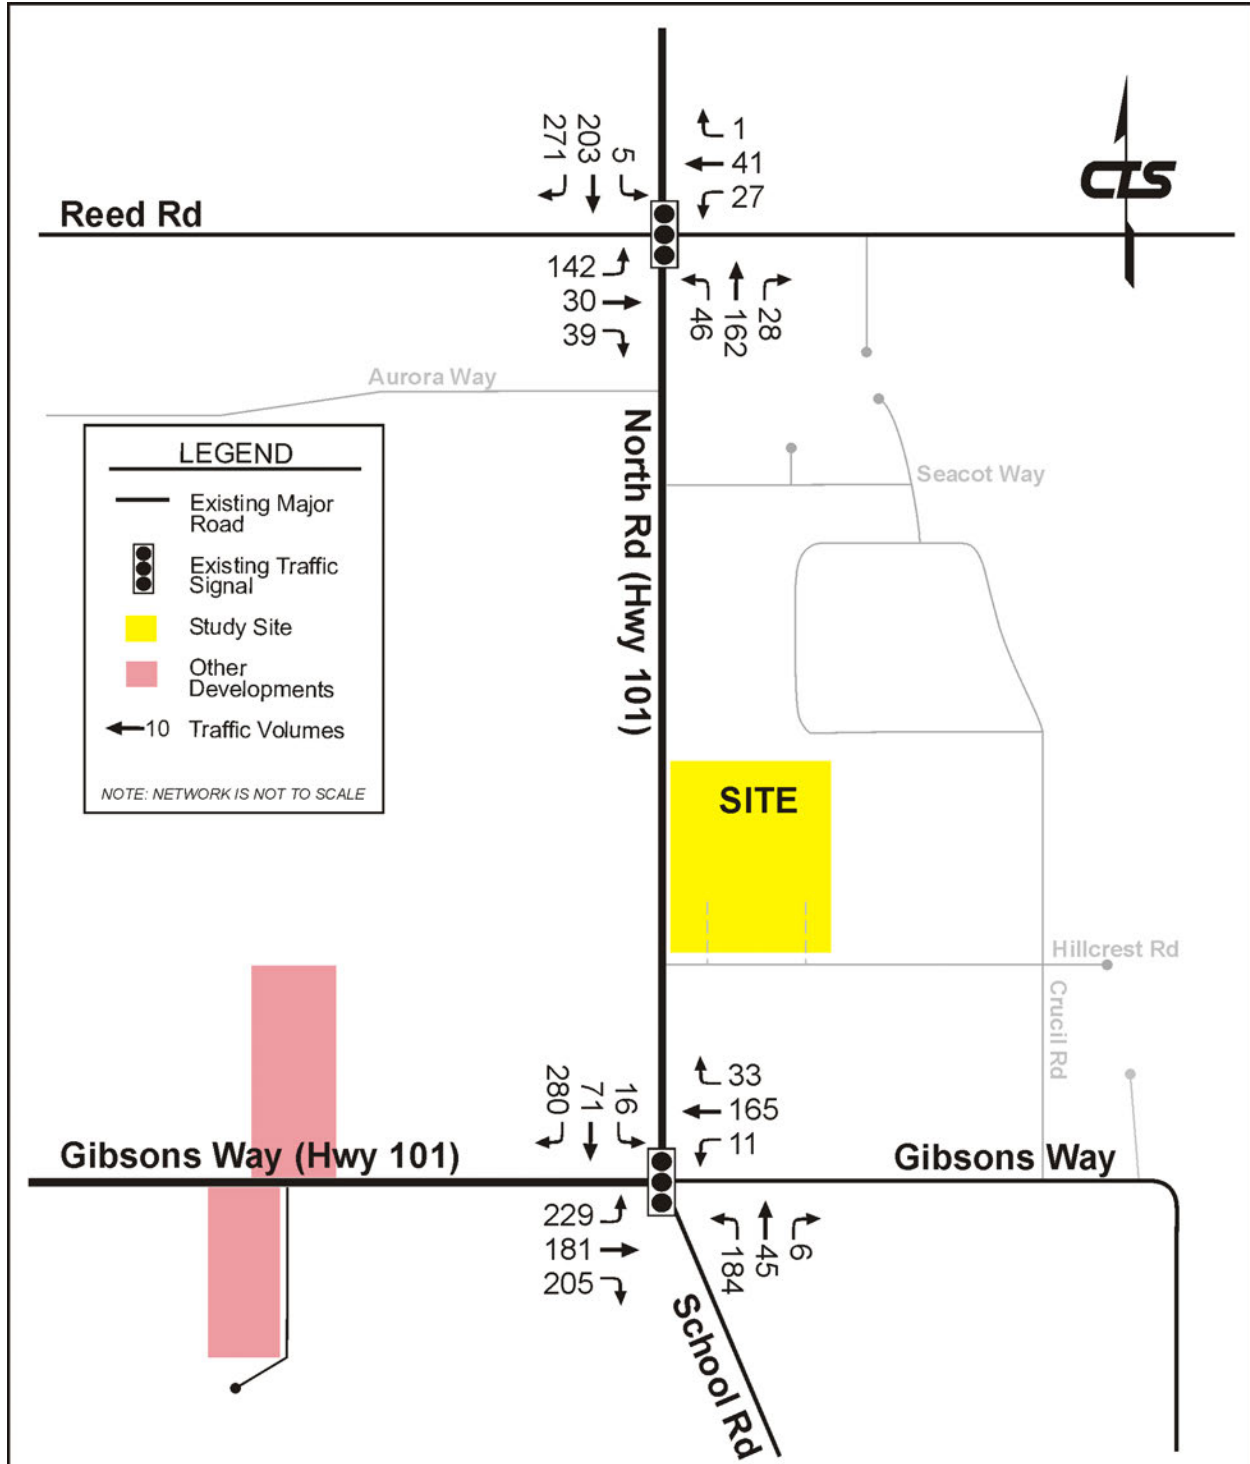 271
203
5
1
41
27
CTS
Reed Rd
142
30
39
46
162
28
Aurora Way
North Rd (Hwy 101)
Seacot Way
LEGEND
Existing Major
Road
Existing Traffic
Signal
Study Site
Other
Developments
10 Traffic Volumes
NOTE: NETWORK IS NOT TO SCALE
SITE
Hillcrest Rd
Crucil Rd
280
71
16
33
165
11
Gibsons Way (Hwy 101)
Gibsons Way
229
181
205
184
45
6
School Rd